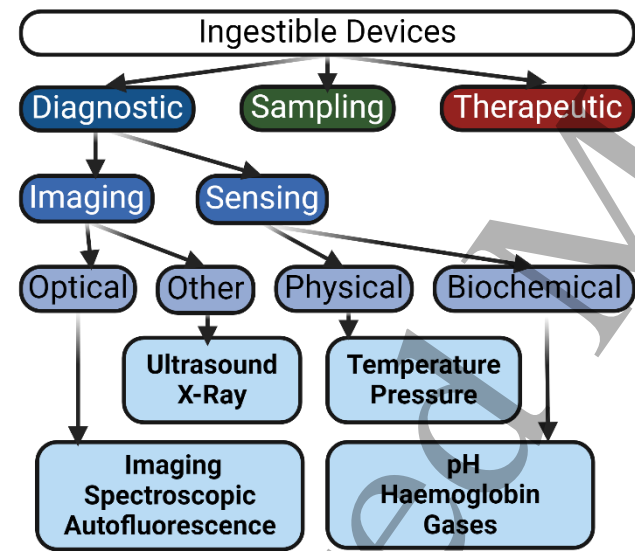 Ingestible Devices
Diagnostic
Sampling
Therapeutic
Imaging
Sensing
Optical
Other
Physical
Biochemical
Ultrasound
X-Ray
Temperature
Pressure
Imaging
Spectroscopic
Autofluorescence
pH
Haemoglobin
Gases